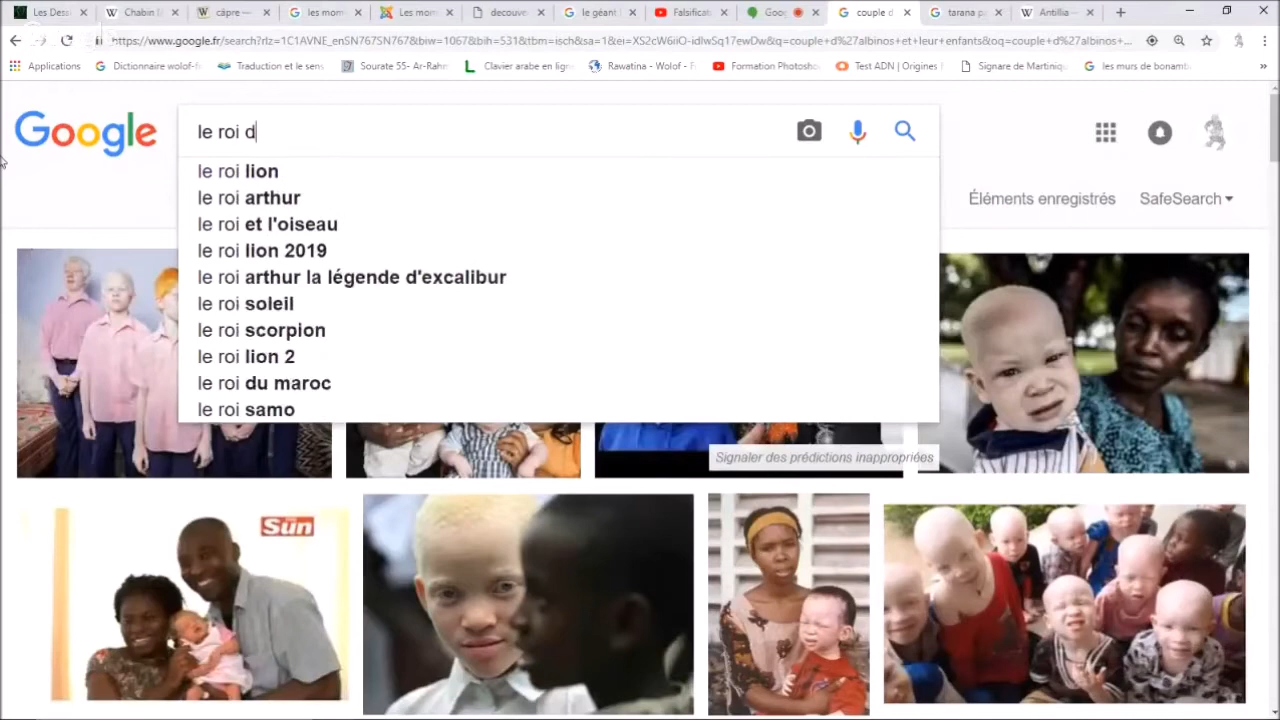 Les Dess
Chabin
câpre —
les mom
Les mom
decouve
le géant
Falsificat
Goog
couple d
tarana p
Antillia —
https://www.google.fr/search?rlz=1C1AVNE_enSN767SN767&biw=1067&bih=531&tbm=isch&sa=1&ei=XS2cW6iiO-idlwSq17ewDw&q=couple d%27albinos+et+leur+enfants&oq=couple d%27albinos+...
Applications
Dictionnaire wolof-f
Traduction et le sens
Sourate 55- Ar-Rahm
Clavier arabe en lign
Rawatina - Wolof - F
Formation Photosho
Test ADN | Origines
Signare de Martiniqu
les murs de bonamb
»
Google
le roi d
le roi lion
le roi arthur
le roi et l'oiseau
le roi lion 2019
le roi arthur la légende d'excalibur
le roi soleil
le roi scorpion
le roi lion 2
le roi du maroc
le roi samo
Signaler des prédictions inappropriées
Éléments enregistrés
SafeSearch
Sun